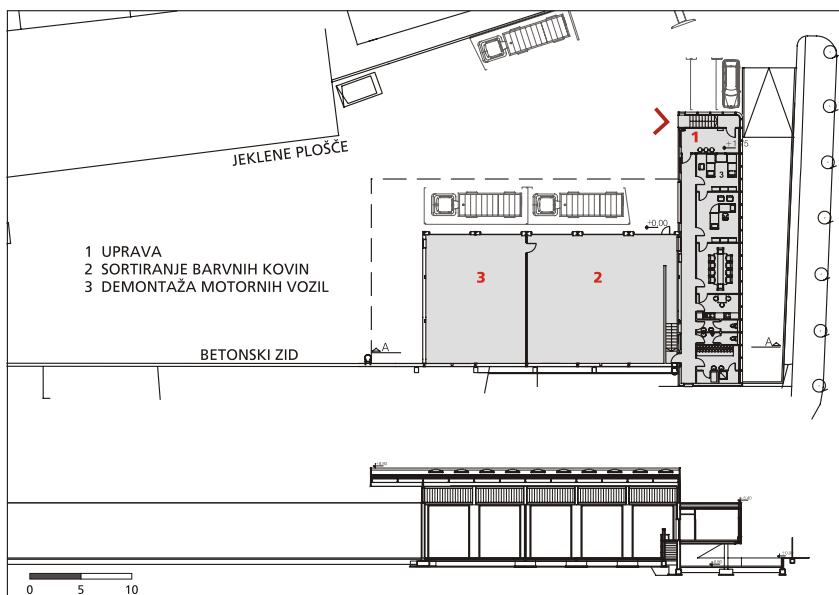 JEKLENE PLOŠČE
1
3
±0,00
1 UPRAVA
2 SORTIRANJE BARVNIH KOVIN
3 DEMONTAŽA MOTORNIH VOZIL
3
2
BETONSKI ZID
A
A
0 5 10